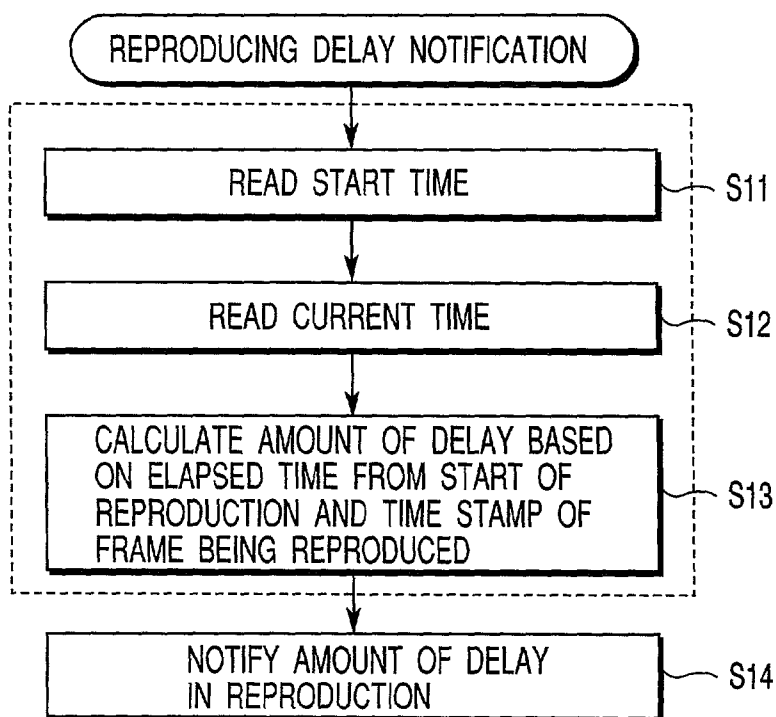 REPRODUCING DELAY NOTIFICATION
READ START TIME
S11
READ CURRENT TIME
S12
CALCULATE AMOUNT OF DELAY BASED
ON ELAPSED TIME FROM START OF
REPRODUCTION AND TIME STAMP OF
FRAME BEING REPRODUCED
S13
NOTIFY AMOUNT OF DELAY
IN REPRODUCTION
S14